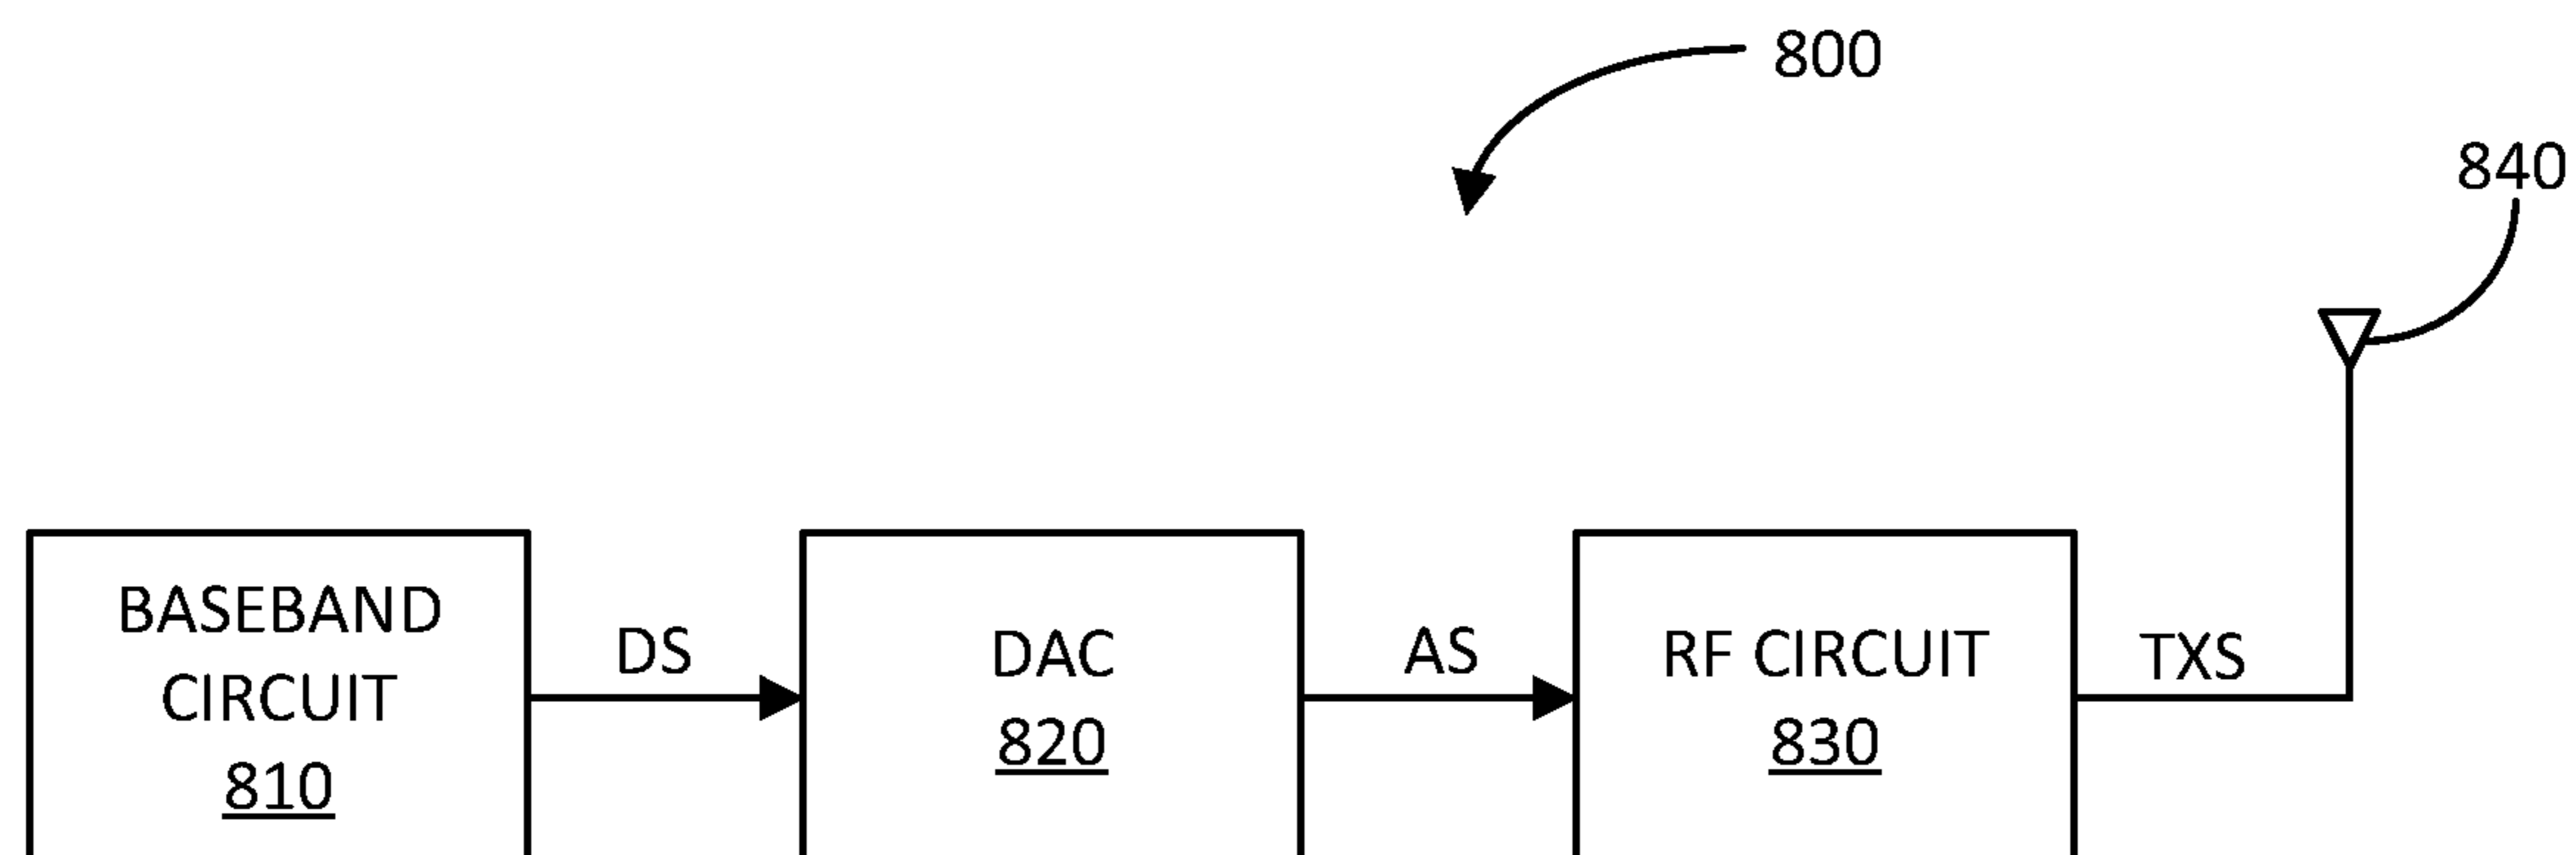 800
840
BASEBAND
CIRCUIT
810
DS
DAC
820
AS
RF CIRCUIT
830
TXS